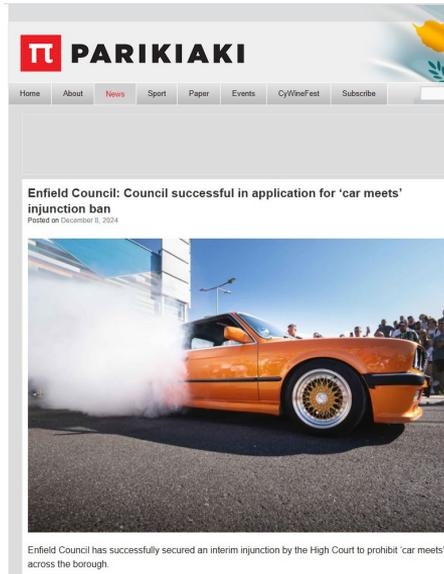 π PARIKIAKI
Home About News Sport Paper Events CyWineFest Subscribe
Enfield Council: Council successful in application for ‘car meets’
injunction ban
Posted on December 8, 2024
Enfield Council has successfully secured an interim injunction by the High Court to prohibit ‘car meets’
across the borough.